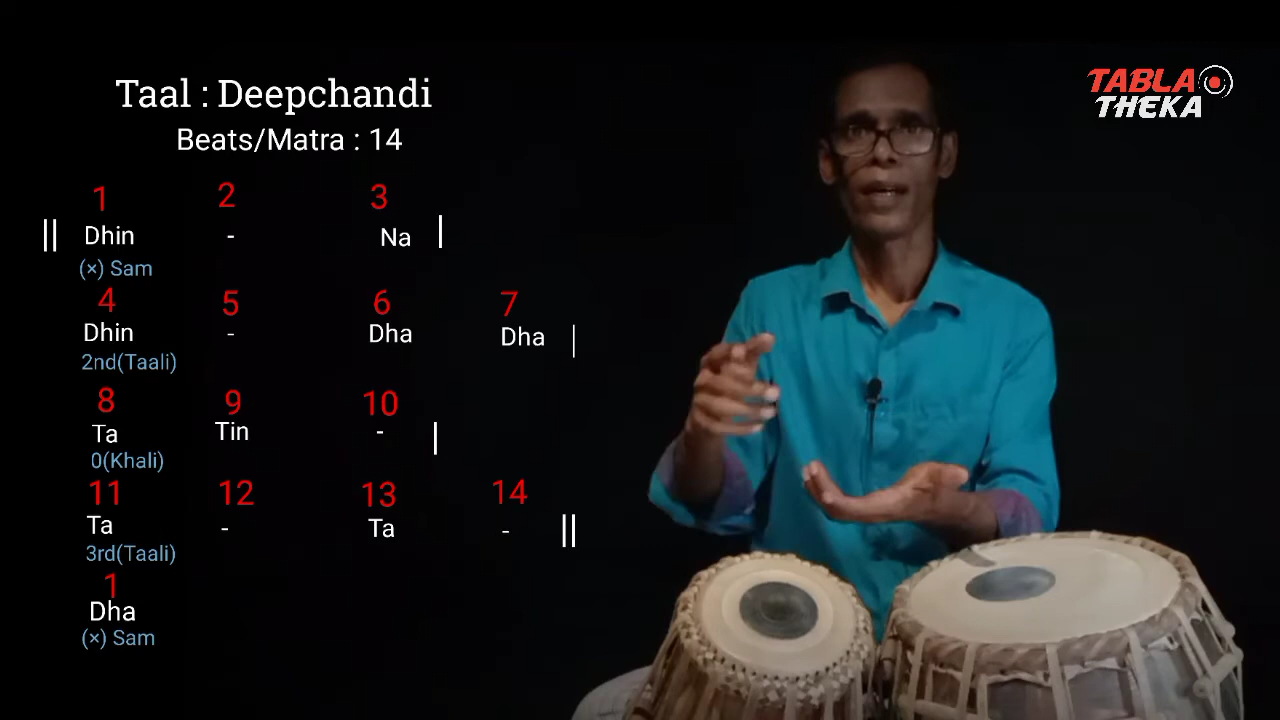 Taal : Deepchandi
Beats/Matra : 14
TABLA
THEKA
1 2 3
|| Dhin - Na |
(×) Sam
4 5 6 7
Dhin - Dha Dha |
2nd(Taali)
8 9 10
Ta Tin - |
0(Khali)
11 12 13 14
Ta - Ta - ||
3rd(Taali)
1
Dha
(×) Sam